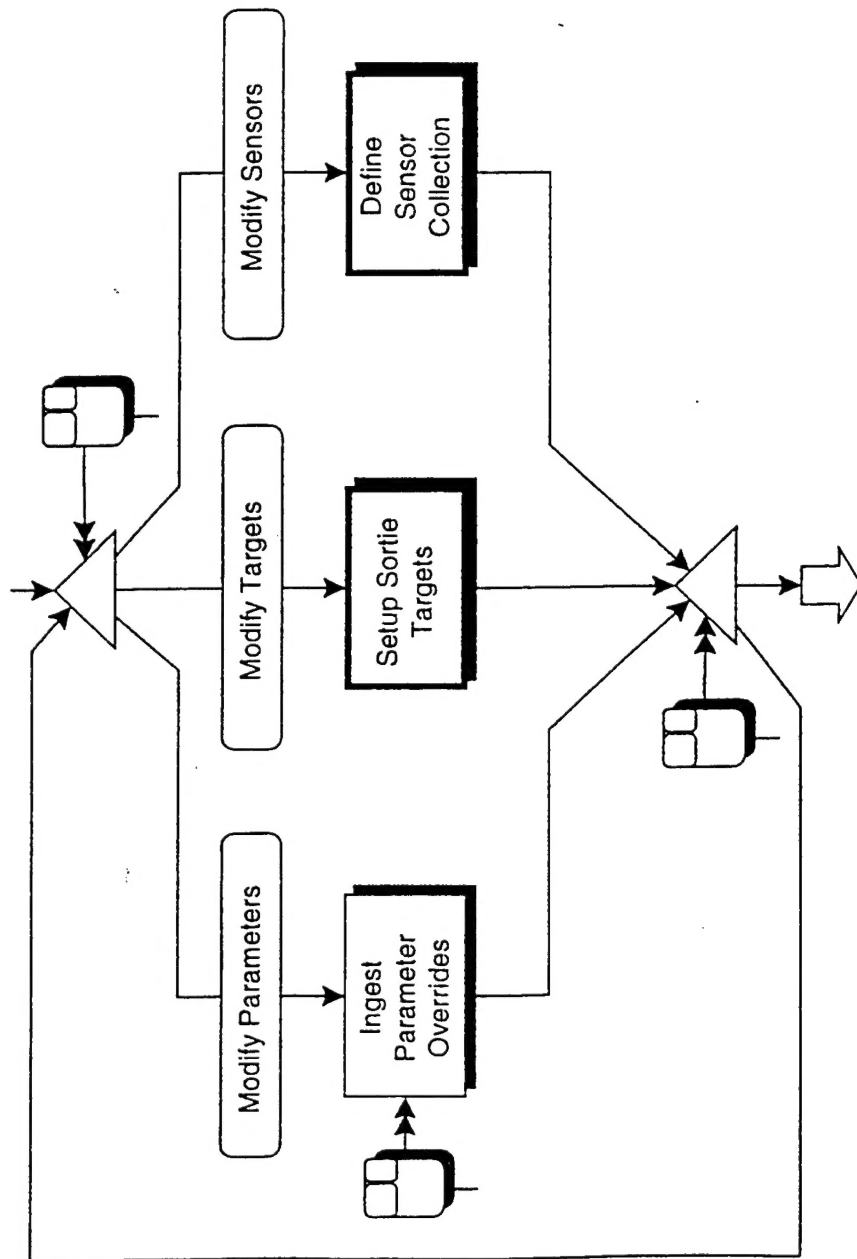 Modify Parameters
Ingest
Parameter
Overrides
Modify Targets
Setup Sortie
Targets
Modify Sensors
Define
Sensor
Collection